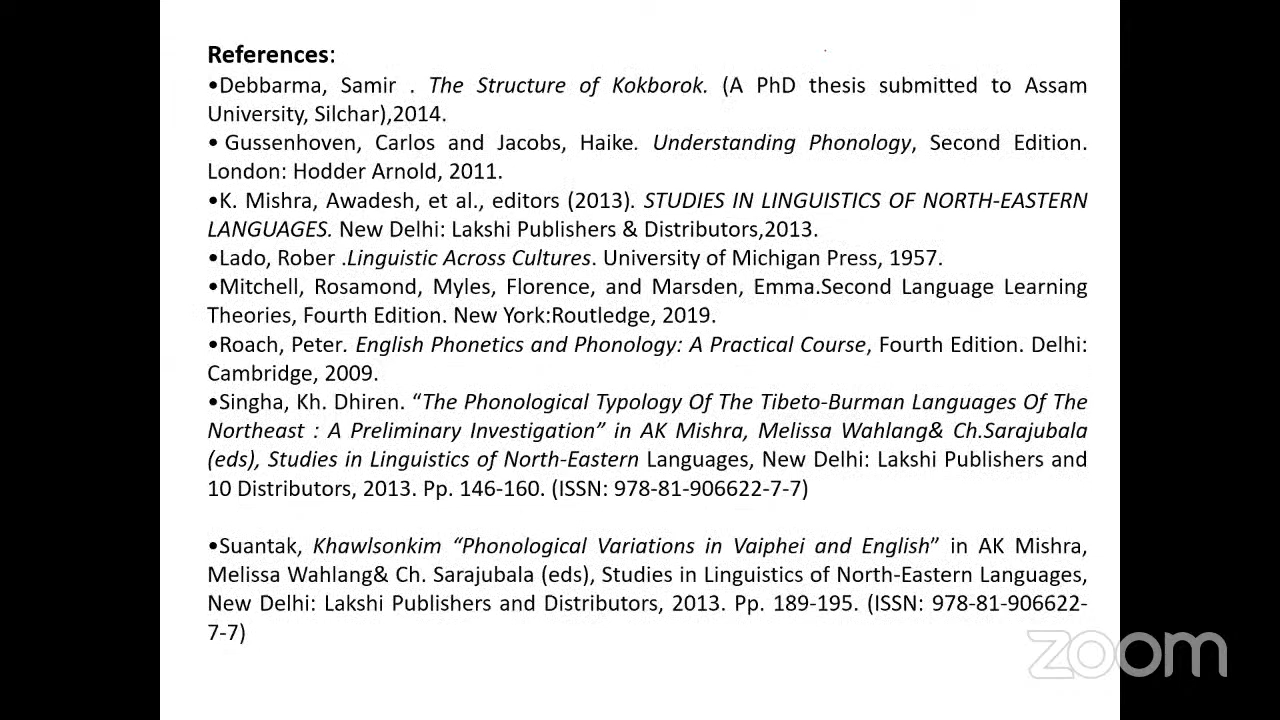 References:
•Debbarma, Samir . The Structure of Kokborok. (A PhD thesis submitted to Assam
University, Silchar),2014.
• Gussenhoven, Carlos and Jacobs, Haike. Understanding Phonology, Second Edition.
London: Hodder Arnold, 2011.
•K. Mishra, Awadesh, et al., editors (2013). STUDIES IN LINGUISTICS OF NORTH-EASTERN
LANGUAGES. New Delhi: Lakshi Publishers & Distributors,2013.
•Lado, Rober .Linguistic Across Cultures. University of Michigan Press, 1957.
•Mitchell, Rosamond, Myles, Florence, and Marsden, Emma.Second Language Learning
Theories, Fourth Edition. New York:Routledge, 2019.
•Roach, Peter. English Phonetics and Phonology: A Practical Course, Fourth Edition. Delhi:
Cambridge, 2009.
•Singha, Kh. Dhiren. “The Phonological Typology Of The Tibeto-Burman Languages Of The
Northeast : A Preliminary Investigation” in AK Mishra, Melissa Wahlang& Ch.Sarajubala
(eds), Studies in Linguistics of North-Eastern Languages, New Delhi: Lakshi Publishers and
10 Distributors, 2013. Pp. 146-160. (ISSN: 978-81-906622-7-7)
•Suantak, Khawlsonkim “Phonological Variations in Vaiphei and English” in AK Mishra,
Melissa Wahlang& Ch. Sarajubala (eds), Studies in Linguistics of North-Eastern Languages,
New Delhi: Lakshi Publishers and Distributors, 2013. Pp. 189-195. (ISSN: 978-81-906622-
7-7)
zoom